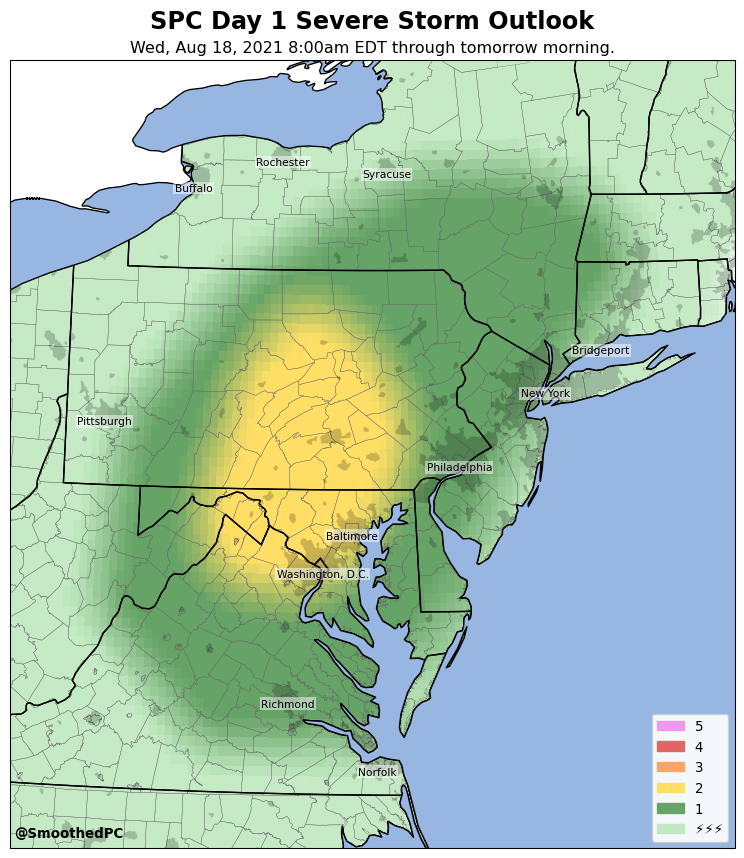 SPC Day 1 Severe Storm Outlook
Wed, Aug 18, 2021 8:00am EDT through tomorrow morning.
Rochester
Syracuse
Buffalo
Bridgeport
New York
Pittsburgh
Philadelphia
Baltimore
Washington, D.C.
Richmond
Norfolk
5
4
3
2
1
⚡⚡⚡
@SmoothedPC